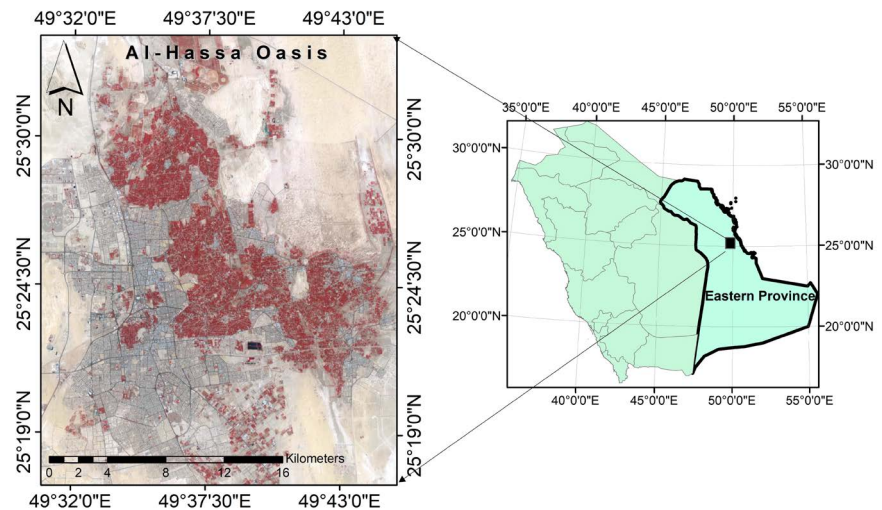 49°32'0"E 49°37'30"E 49°43'0"E
Al-Hassa Oasis
N
25°30'0"N
25°24'30"N
25°19'0"N
25°30'0"N
25°24'30"N
25°19'0"N
Kilometers
0 2 4 8 12 16
49°32'0"E 49°37'30"E 49°43'0"E
35°0'0"E 40°0'0"E 45°0'0"E 50°0'0"E 55°0'0"E
30°0'0"N
25°0'0"N
20°0'0"N
30°0'0"N
25°0'0"N
20°0'0"N
Eastern Province
40°0'0"E 45°0'0"E 50°0'0"E 55°0'0"E